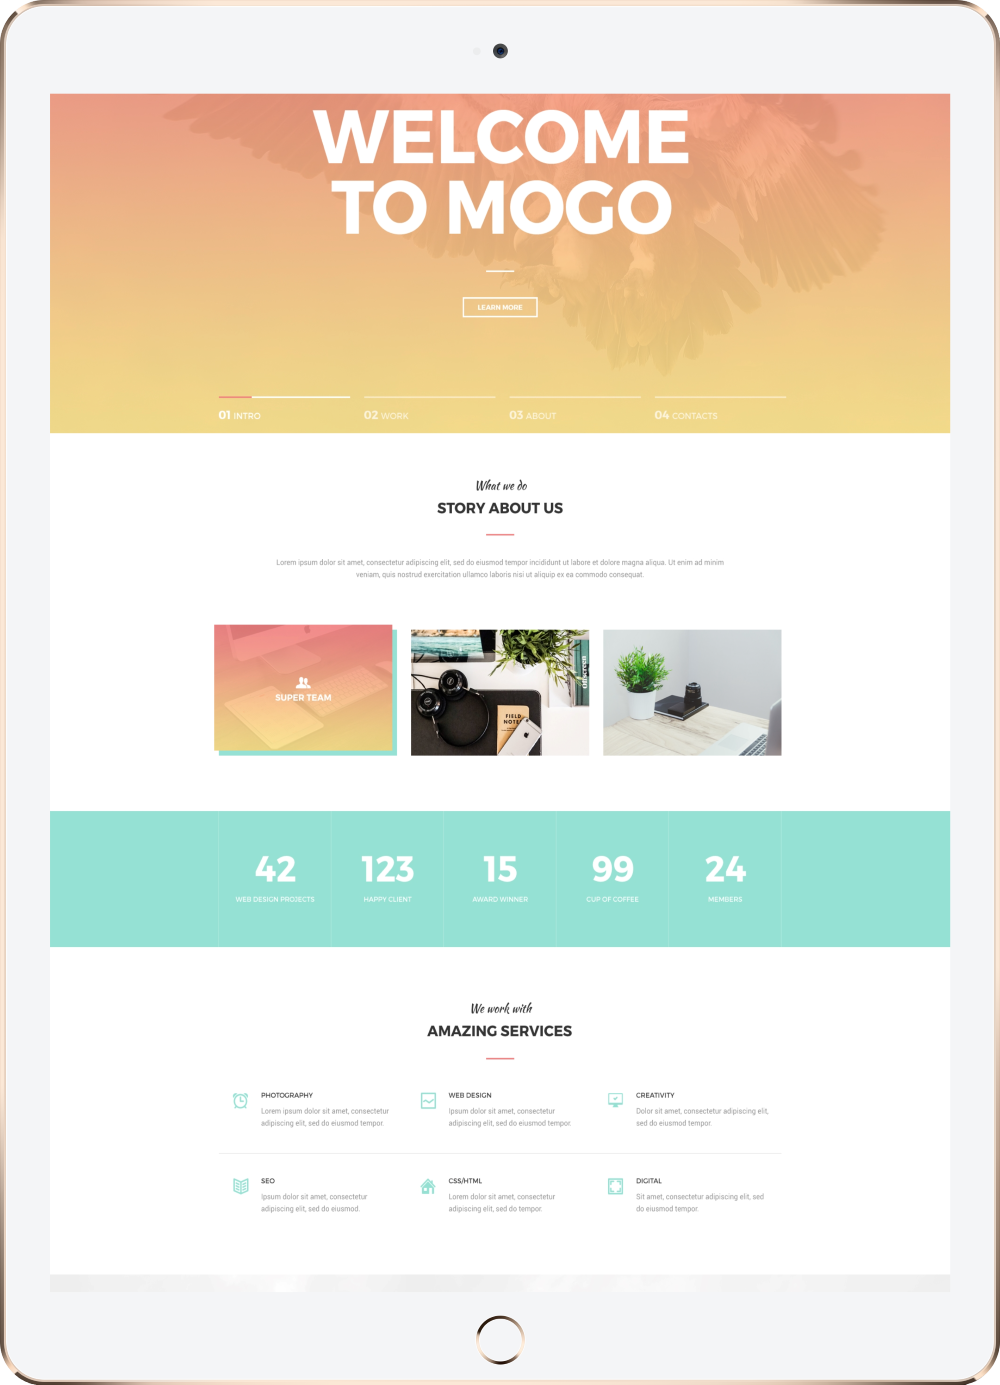 WELCOME
TO MOGO
LEARN MORE
01 INTRO
02 WORK
03 ABOUT
04 CONTACTS
What we do
STORY ABOUT US
Lorem ipsum dolor sit amet, consectetur adipiscing elit, sed do eiusmod tempor incididunt ut labore et dolore magna aliqua. Ut enim ad minim
veniam, quis nostrud exercitation ullamco laboris nisi ut aliquip ex ea commodo consequat.
SUPER TEAM
FIELD NOTES
42
WEB DESIGN PROJECTS
123
HAPPY CLIENT
15
AWARD WINNER
99
CUP OF COFFEE
24
MEMBERS
We work with
AMAZING SERVICES
PHOTOGRAPHY
Lorem ipsum dolor sit amet, consectetur
adipiscing elit, sed do eiusmod tempor.
WEB DESIGN
Ipsum dolor sit amet, consectetur
adipiscing elit, sed do eiusmod tempor.
CREATIVITY
Dolor sit amet, consectetur adipiscing elit,
sed do eiusmod tempor.
SEO
Ipsum dolor sit amet, consectetur
adipiscing elit, sed do eiusmod.
CSS/HTML
Lorem ipsum dolor sit amet, consectetur
adipiscing elit, sed do tempor.
DIGITAL
Sit amet, consectetur adipiscing elit, sed
do eiusmod tempor.